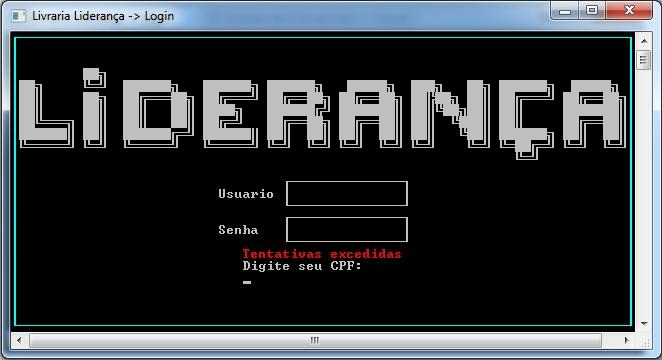 Livraria Liderança -> Login
LiDERANÇA
Usuario
Senha
Tentativas excedidas
Digite seu CPF: